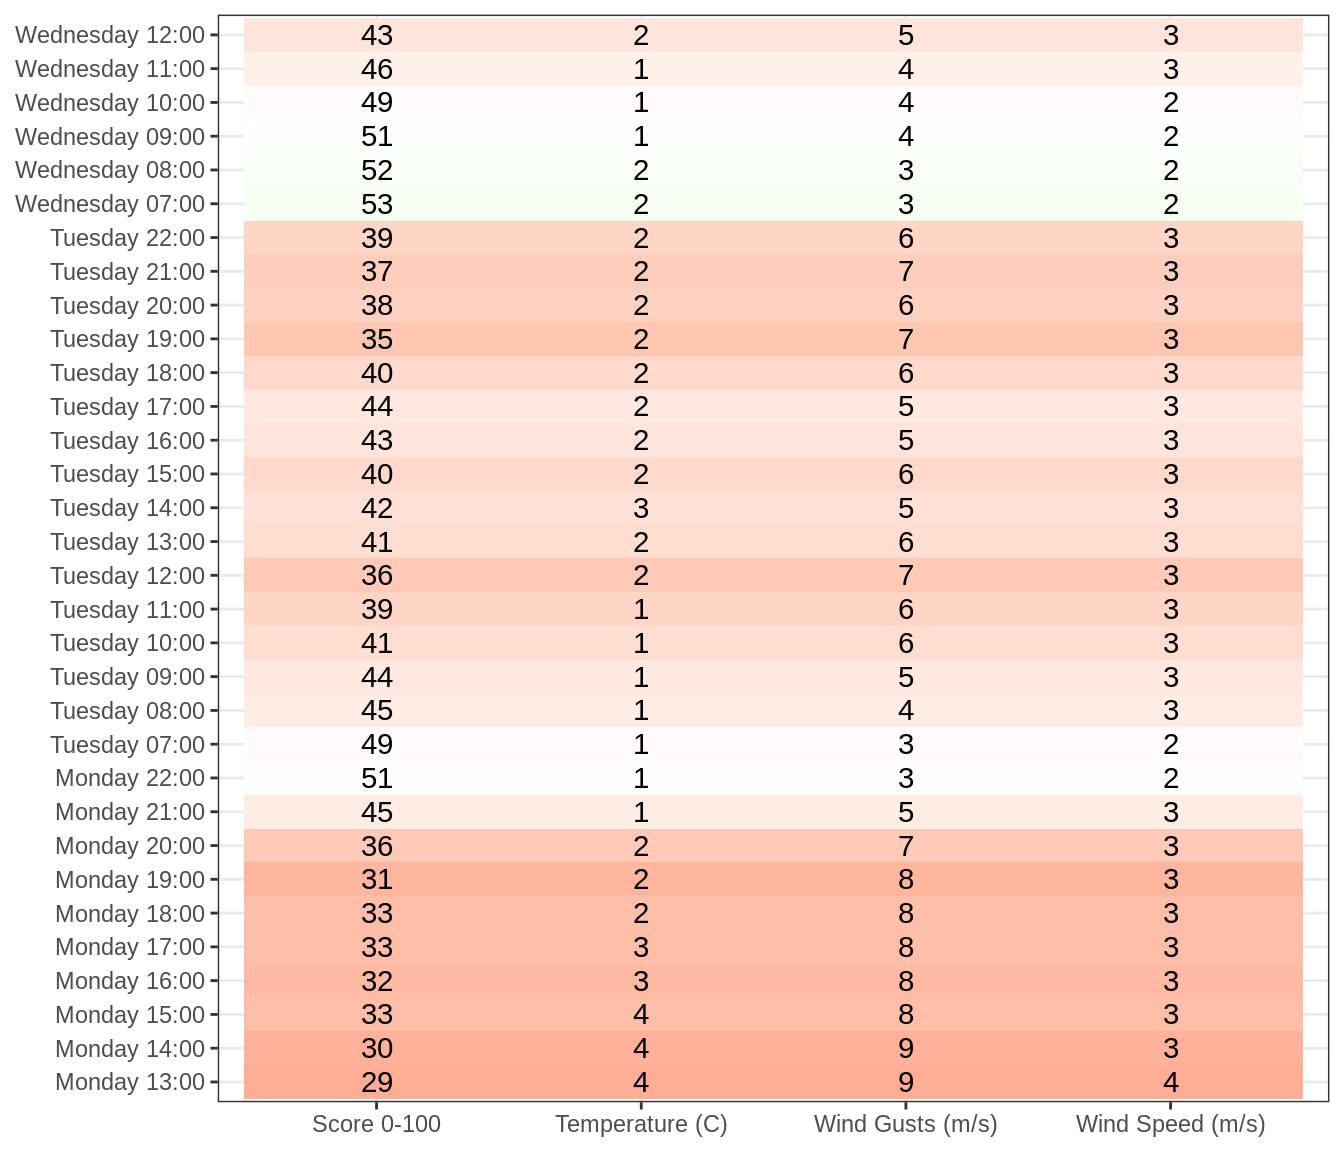 Wednesday 12:00 43 2 5 3
Wednesday 11:00 46 1 4 3
Wednesday 10:00 49 1 4 2
Wednesday 09:00 51 1 4 2
Wednesday 08:00 52 2 3 2
Wednesday 07:00 53 2 3 2
Tuesday 22:00 39 2 6 3
Tuesday 21:00 37 2 7 3
Tuesday 20:00 38 2 6 3
Tuesday 19:00 35 2 7 3
Tuesday 18:00 40 2 6 3
Tuesday 17:00 44 2 5 3
Tuesday 16:00 43 2 5 3
Tuesday 15:00 40 2 6 3
Tuesday 14:00 42 3 5 3
Tuesday 13:00 41 2 6 3
Tuesday 12:00 36 2 7 3
Tuesday 11:00 39 1 6 3
Tuesday 10:00 41 1 6 3
Tuesday 09:00 44 1 5 3
Tuesday 08:00 45 1 4 3
Tuesday 07:00 49 1 3 2
Monday 22:00 51 1 3 2
Monday 21:00 45 1 5 3
Monday 20:00 36 2 7 3
Monday 19:00 31 2 8 3
Monday 18:00 33 2 8 3
Monday 17:00 33 3 8 3
Monday 16:00 32 3 8 3
Monday 15:00 33 4 8 3
Monday 14:00 30 4 9 3
Monday 13:00 29 4 9 4
Score 0-100 Temperature (C) Wind Gusts (m/s) Wind Speed (m/s)